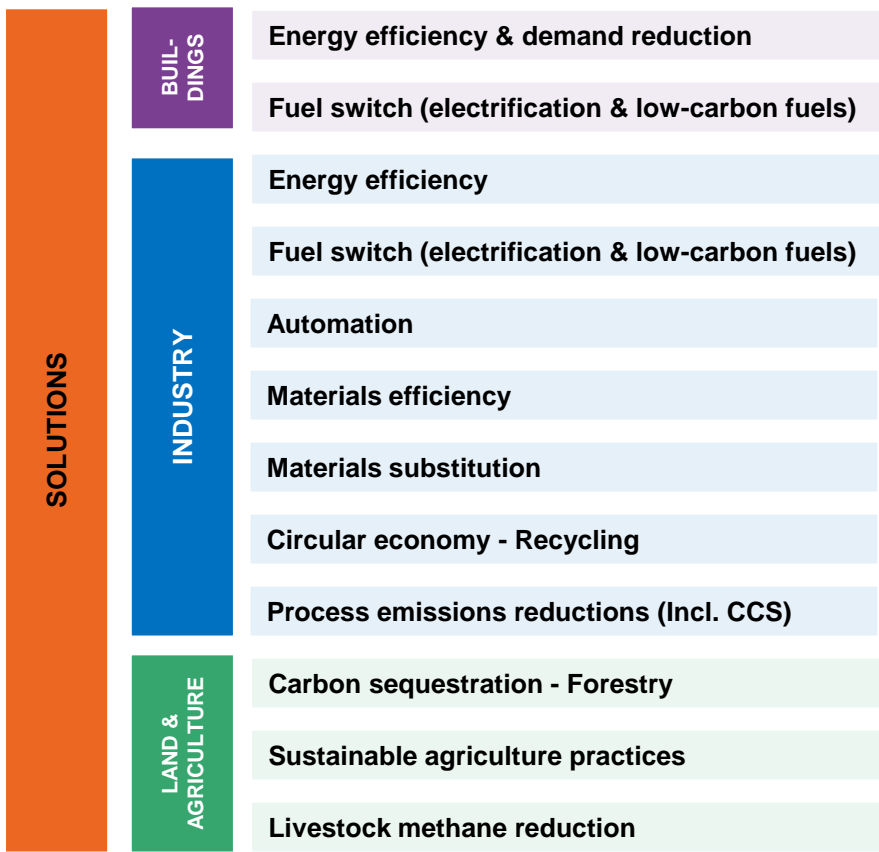 SOLUTIONS
BUIL-
DINGS
Energy efficiency & demand reduction
Fuel switch (electrification & low-carbon fuels)
INDUSTRY
Energy efficiency
Fuel switch (electrification & low-carbon fuels)
Automation
Materials efficiency
Materials substitution
Circular economy - Recycling
Process emissions reductions (Incl. CCS)
LAND &
AGRICULTURE
Carbon sequestration - Forestry
Sustainable agriculture practices
Livestock methane reduction